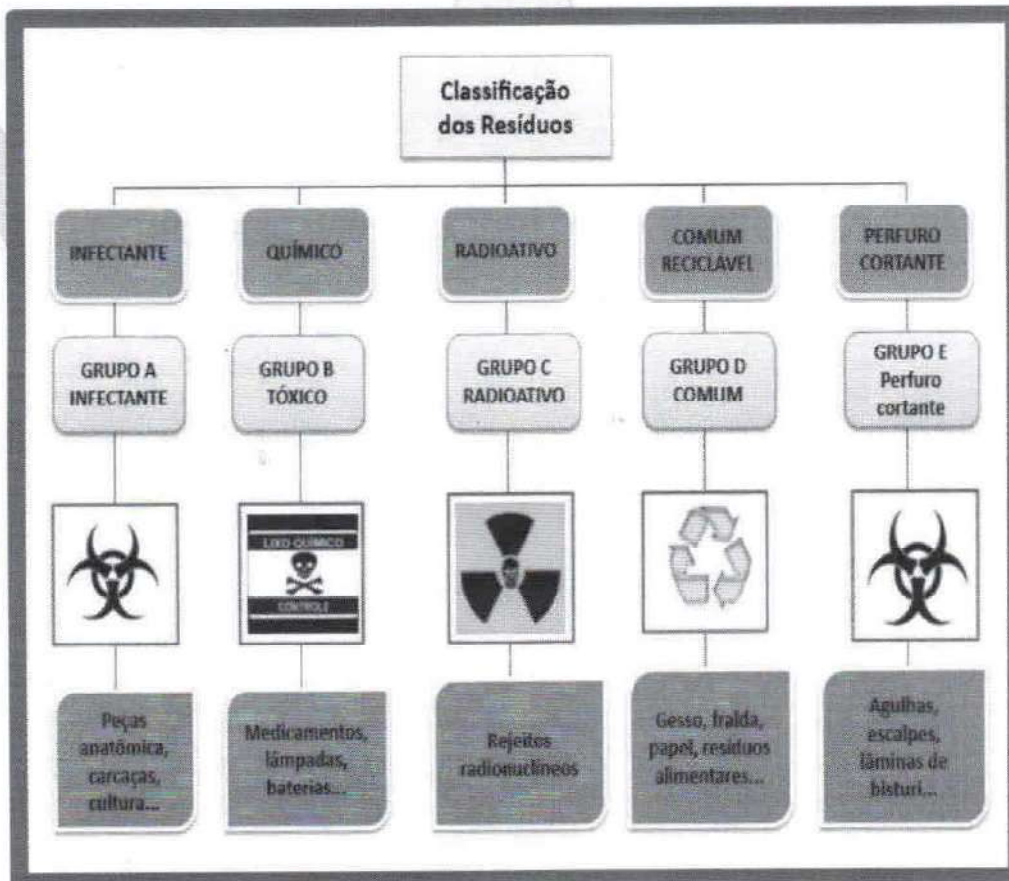 Classificação
dos Resíduos
INFECTANTE
QUÍMICO
RADIOATIVO
COMUM
RECICLÁVEL
PERFURO
CORTANTE
GRUPO A
INFECTANTE
GRUPO B
TÓXICO
GRUPO C
RADIOATIVO
GRUPO D
COMUM
GRUPO E
Perfuro
cortante
LIXO QUÍMICO
CONTROLE
Peças
anatômica,
carcaças,
cultura...
Medicamentos,
lâmpadas,
baterias...
Rejeitos
radionuclíneos
Gesso, fralda,
papel, resíduos
alimentares...
Agulhas,
escalpes,
lâminas de
bisturi...